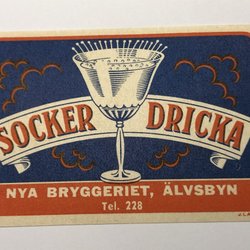 SOCKER DRICKA
NYA BRYGGERIET, ÄLVSBYN
Tel. 228